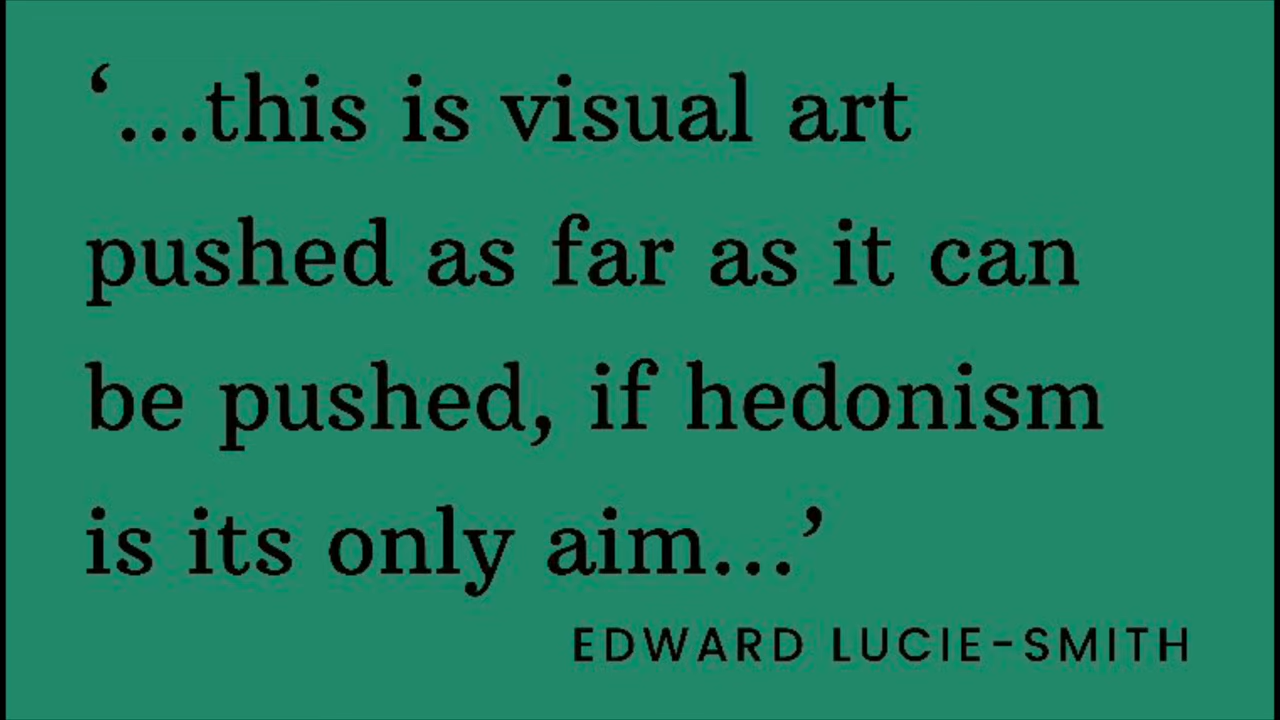 ‘...this is visual art
pushed as far as it can
be pushed, if hedonism
is its only aim...’
EDWARD LUCIE-SMITH